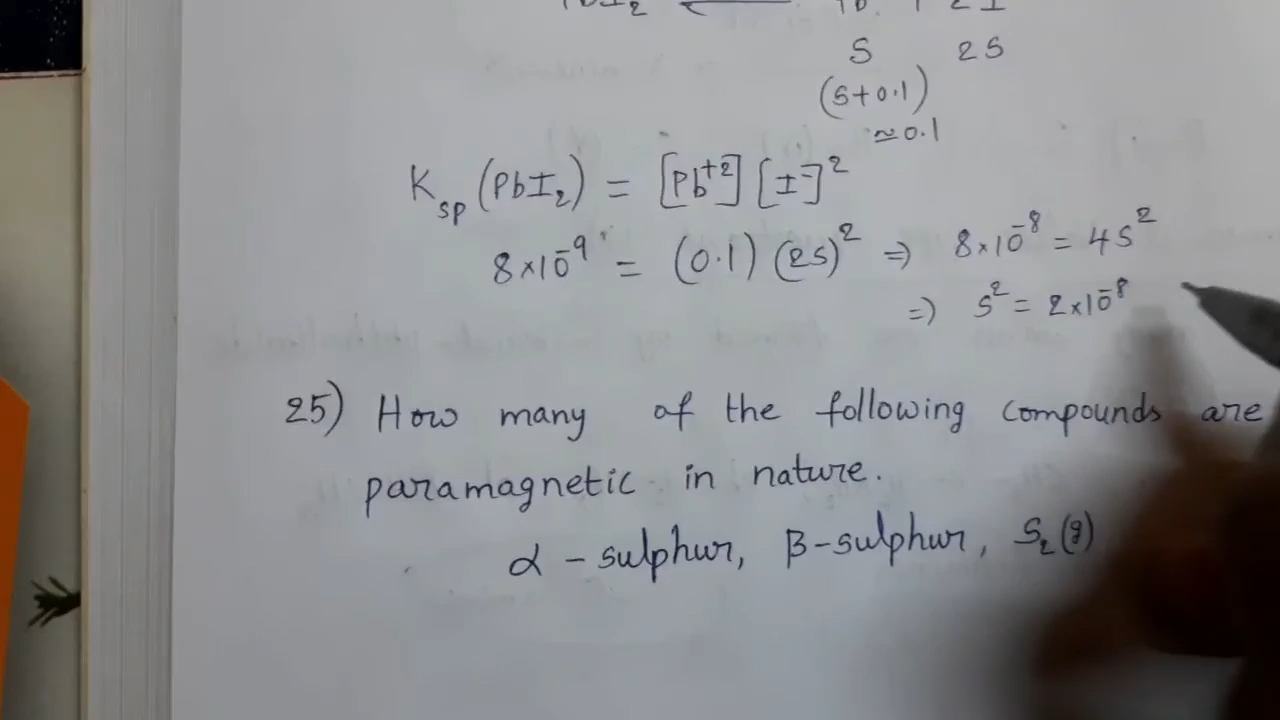 S 2S
(S+0.1)
≃0.1
Ksp (PbI₂) = [Pb⁺²] [I⁻]²
8×10⁻⁹ = (0.1) (2S)² ⇒ 8×10⁻⁸ = 4S²
⇒ S² = 2×10⁻⁸
25) How many of the following compounds are
paramagnetic in nature.
α - sulphur, β-sulphur, S₂(g)